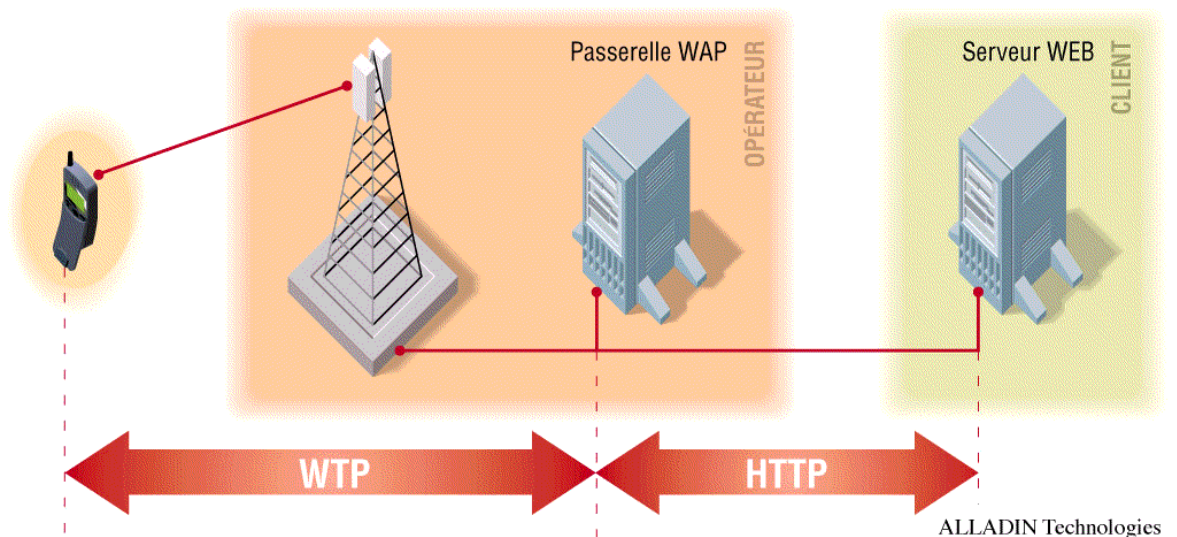 Passerelle WAP
OPÉRATEUR
Serveur WEB
CLIENT
WTP
HTTP
ALLADIN Technologies